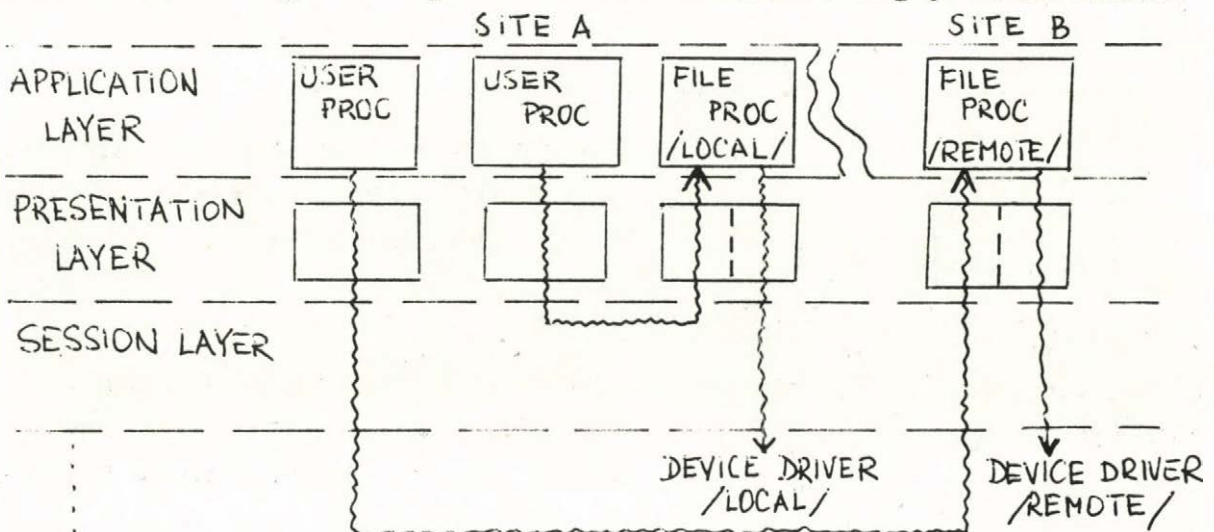 SITE A
SITE B
APPLICATION
LAYER
USER
PROC
USER
PROC
FILE
PROC
/LOCAL/
FILE
PROC
/REMOTE/
PRESENTATION
LAYER
SESSION LAYER
DEVICE DRIVER
/LOCAL/
DEVICE DRIVER
/REMOTE/